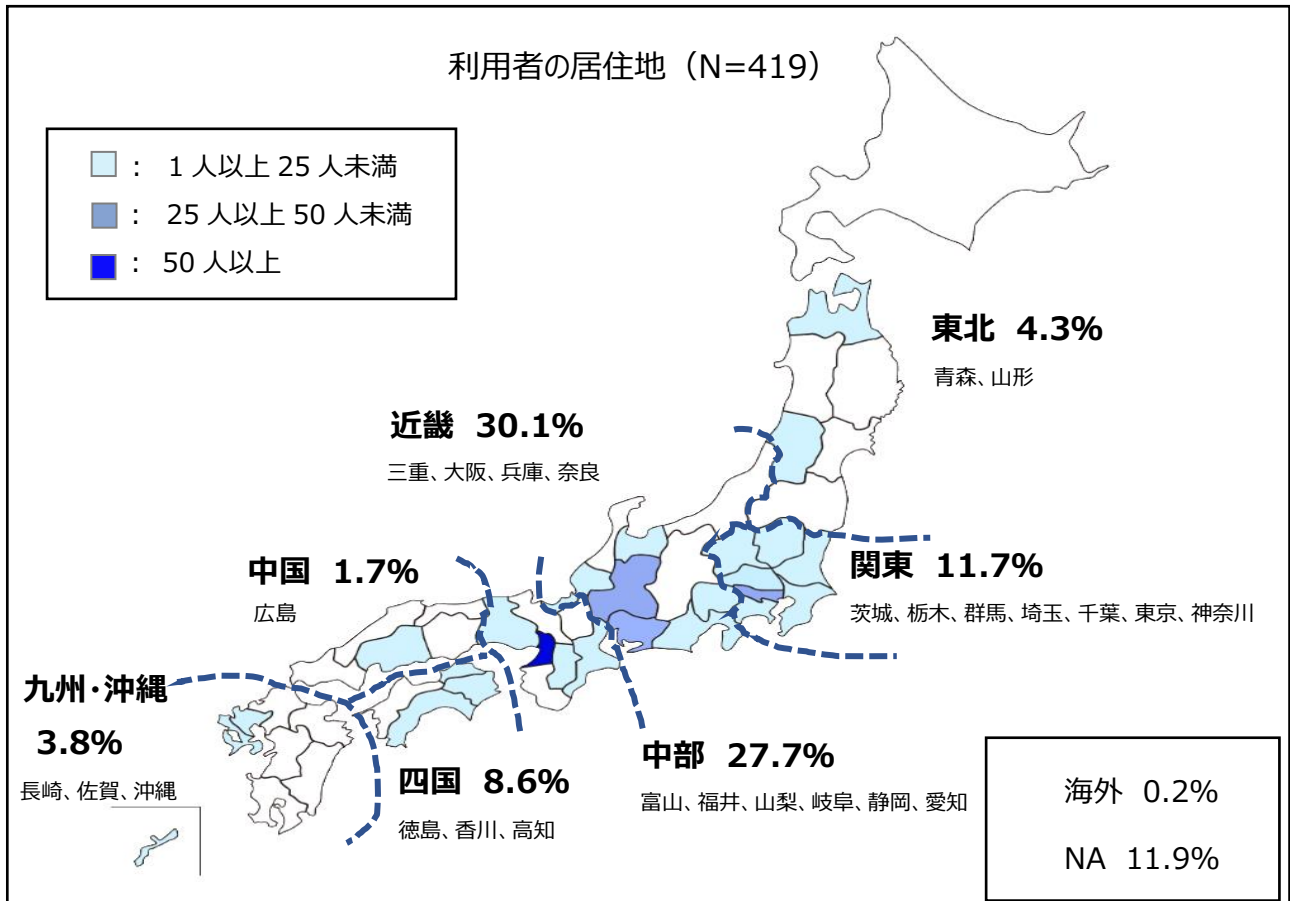 利用者の居住地（N=419）
： 1 人以上 25 人未満
： 25 人以上 50 人未満
： 50 人以上
東北 4.3%
青森、山形
近畿 30.1%
三重、大阪、兵庫、奈良
関東 11.7%
茨城、栃木、群馬、埼玉、千葉、東京、神奈川
中国 1.7%
広島
九州・沖縄
3.8%
長崎、佐賀、沖縄
四国 8.6%
徳島、香川、高知
中部 27.7%
富山、福井、山梨、岐阜、静岡、愛知
海外 0.2%
NA 11.9%